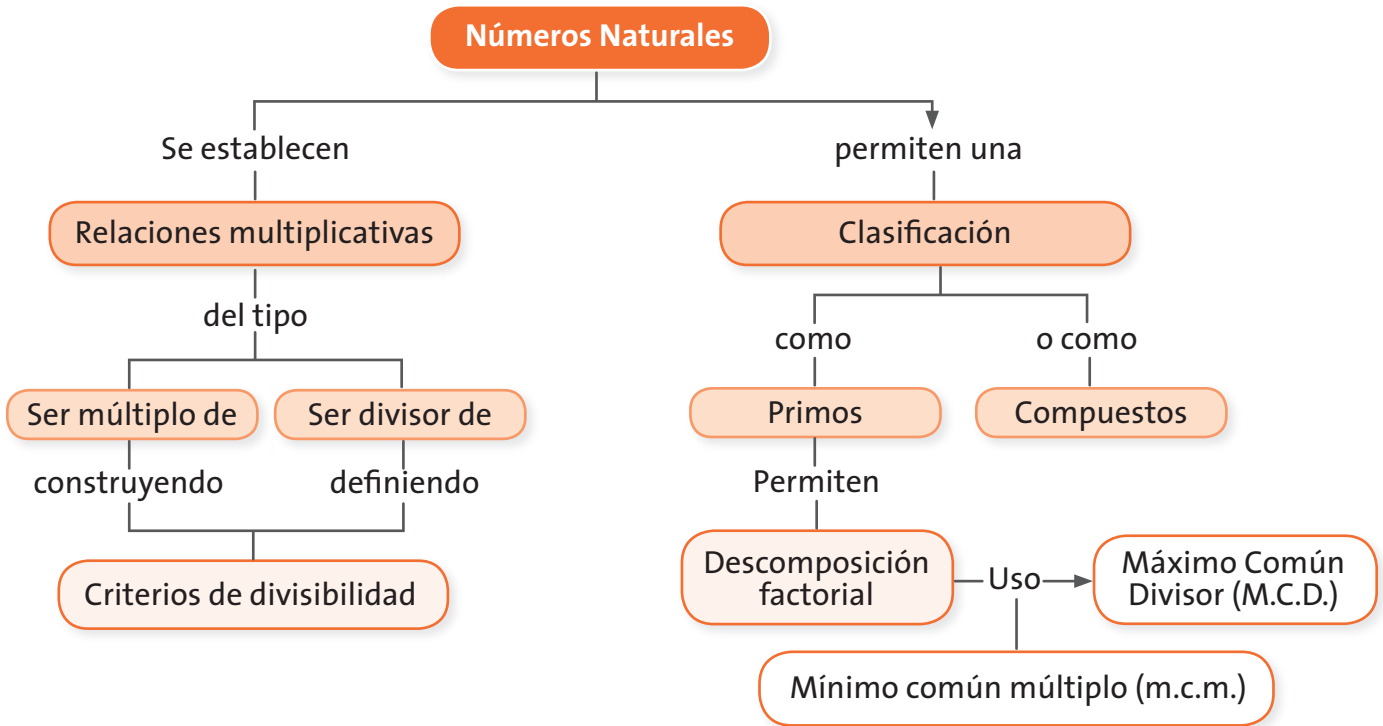 Números Naturales
Se establecen
permiten una
Relaciones multiplicativas
Clasificación
del tipo
como
o como
Ser múltiplo de
Ser divisor de
Primos
Compuestos
construyendo
definiendo
Permiten
Criterios de divisibilidad
Descomposición
factorial
Uso
Máximo Común
Divisor (M.C.D.)
Mínimo común múltiplo (m.c.m.)